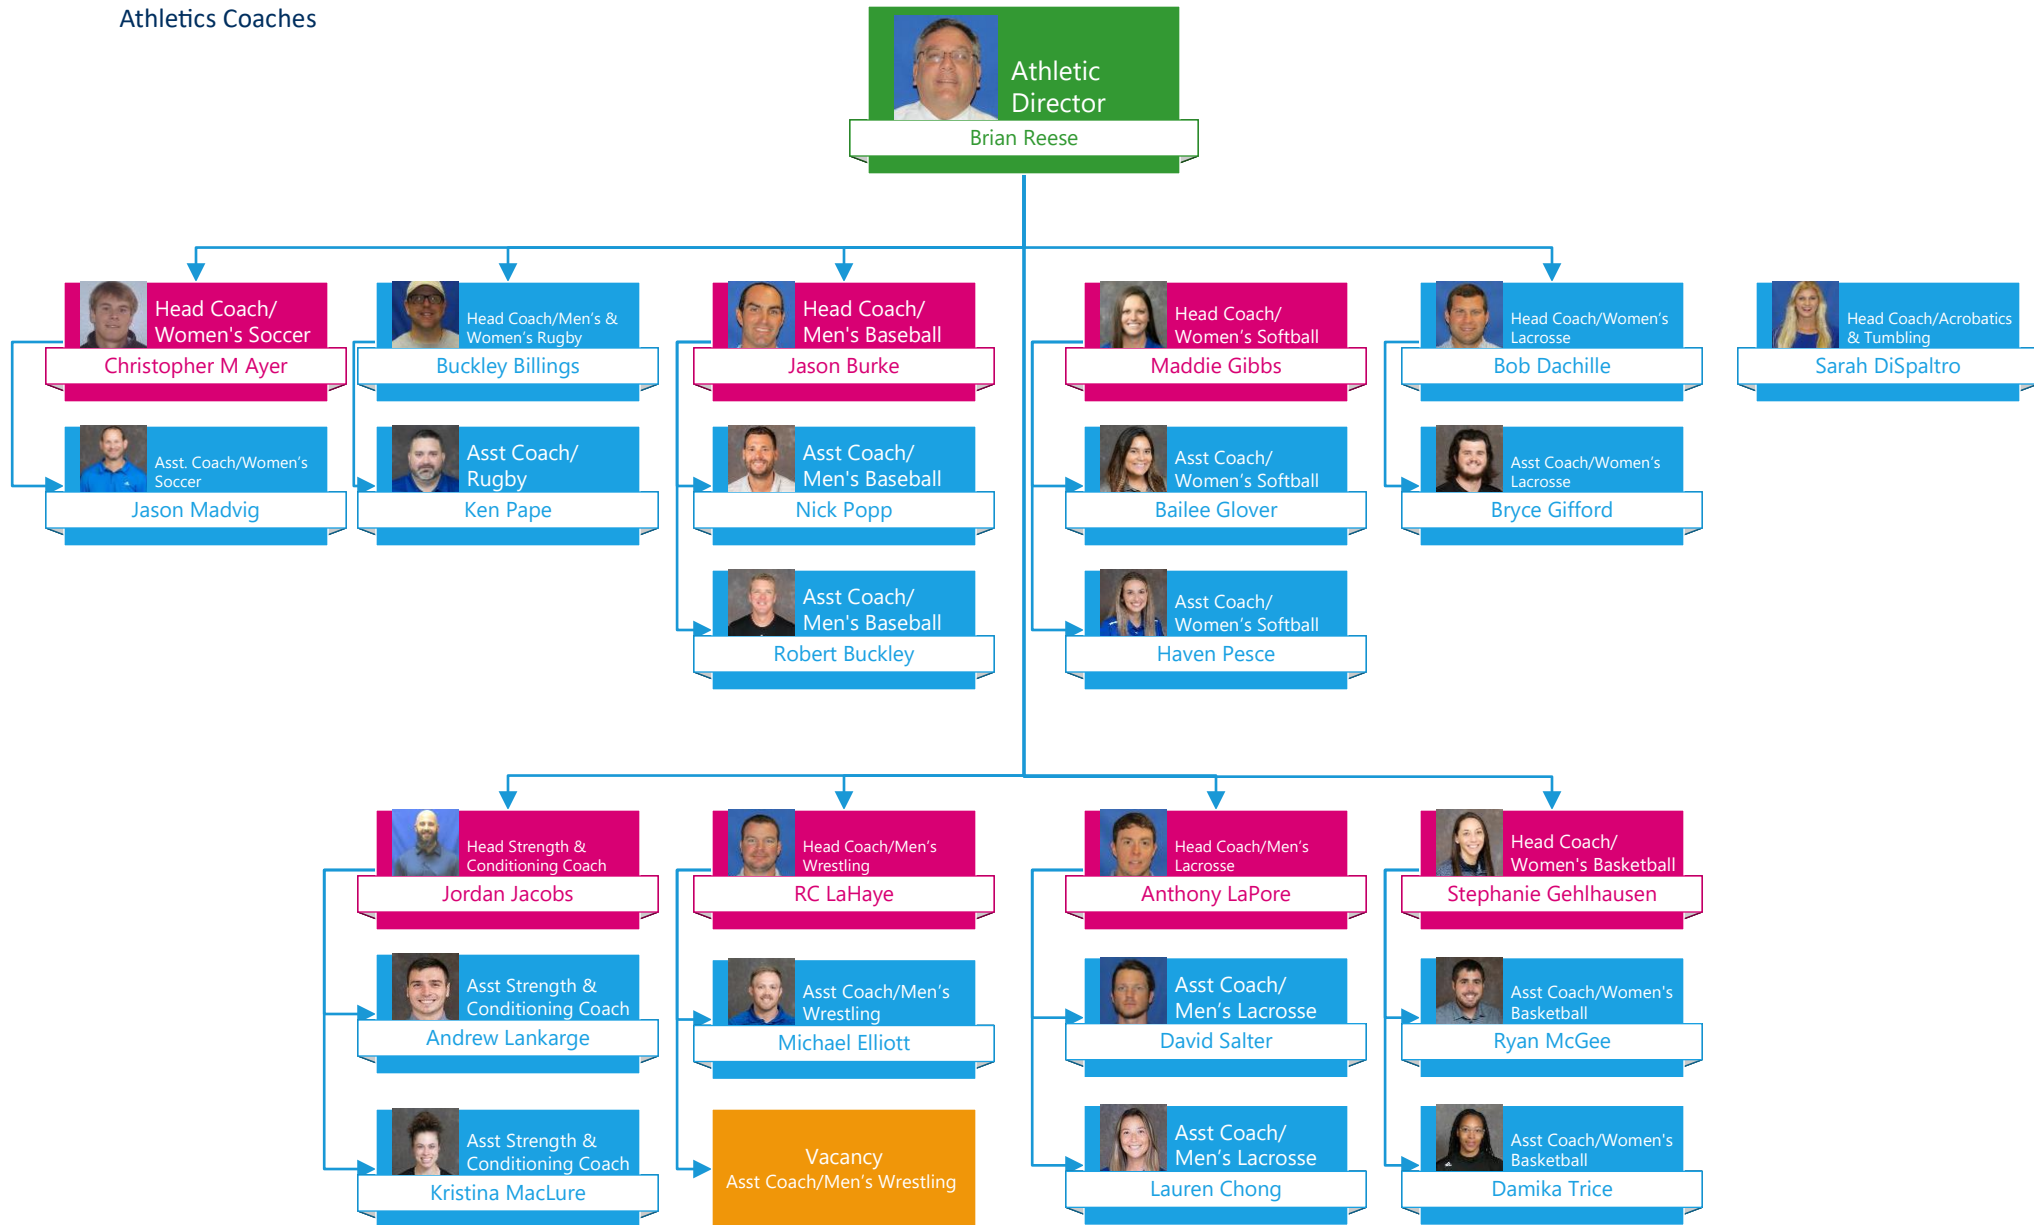 Athletics Coaches
Athletic
Director
Brian Reese
Head Coach/
Women's Soccer
Christopher M Ayer
Head Coach/Men's &
Women's Rugby
Buckley Billings
Head Coach/
Men's Baseball
Jason Burke
Head Coach/
Women's Softball
Maddie Gibbs
Head Coach/Women's
Lacrosse
Bob Dachille
Head Coach/Acrobatics
& Tumbling
Sarah DiSpaltro
Asst. Coach/Women's
Soccer
Jason Madvig
Asst Coach/
Rugby
Ken Pape
Asst Coach/
Men's Baseball
Nick Popp
Asst Coach/
Women's Softball
Bailee Glover
Asst Coach/Women's
Lacrosse
Bryce Gifford
Asst Coach/
Men's Baseball
Robert Buckley
Asst Coach/
Women's Softball
Haven Pesce
Head Strength &
Conditioning Coach
Jordan Jacobs
Head Coach/Men's
Wrestling
RC LaHaye
Head Coach/Men's
Lacrosse
Anthony LaPore
Head Coach/
Women's Basketball
Stephanie Gehlhausen
Asst Strength &
Conditioning Coach
Andrew Lankarge
Asst Coach/Men's
Wrestling
Michael Elliott
Asst Coach/
Men's Lacrosse
David Salter
Asst Coach/Women's
Basketball
Ryan McGee
Asst Strength &
Conditioning Coach
Kristina MacLure
Vacancy
Asst Coach/Men's Wrestling
Asst Coach/
Men's Lacrosse
Lauren Chong
Asst Coach/Women's
Basketball
Damika Trice